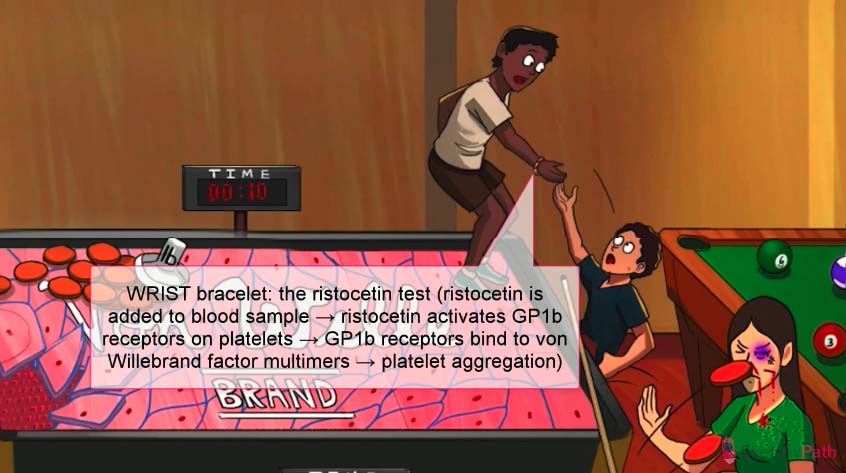 TIME
00:10
1b
WRIST bracelet: the ristocetin test (ristocetin is
added to blood sample → ristocetin activates GP1b
receptors on platelets → GP1b receptors bind to von
Willebrand factor multimers → platelet aggregation)
BRAND
6
3
Path